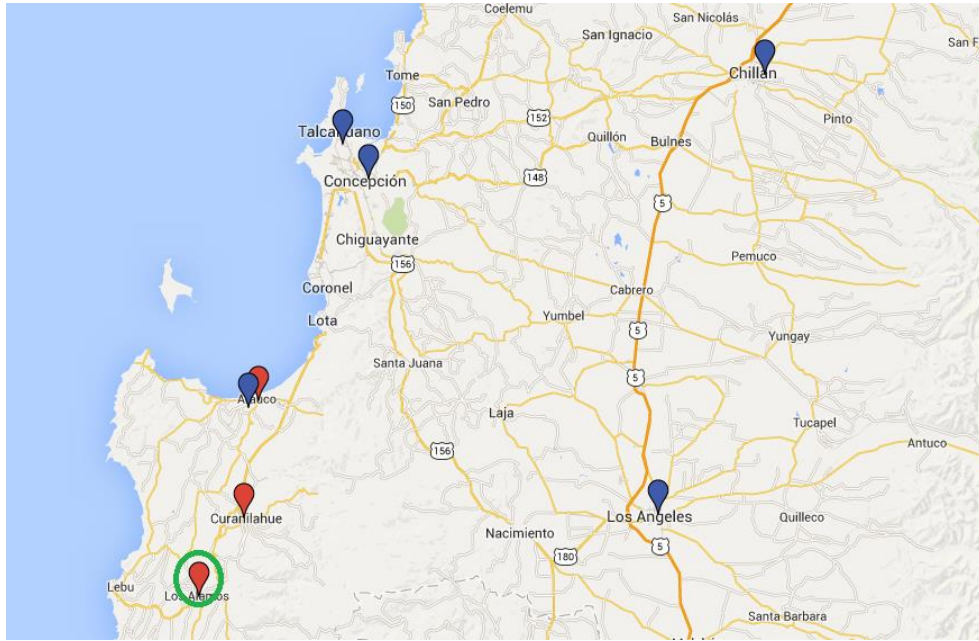 Coelemu
San Nicolás
San Ignacio
San F
Chillán
Tome
150
San Pedro
152
Pinto
Talcahuano
Quillón
Bulnes
Concepción
148
5
Chiguayante
156
Pemuco
Coronel
Cabrero
Lota
Yumbel
5
Yungay
Santa Juana
5
Arauco
Laja
Tucapel
Antuco
156
Curanilahue
Los Angeles
Quilleco
Nacimiento
180
5
Lebu
Los Alamos
Santa Barbara